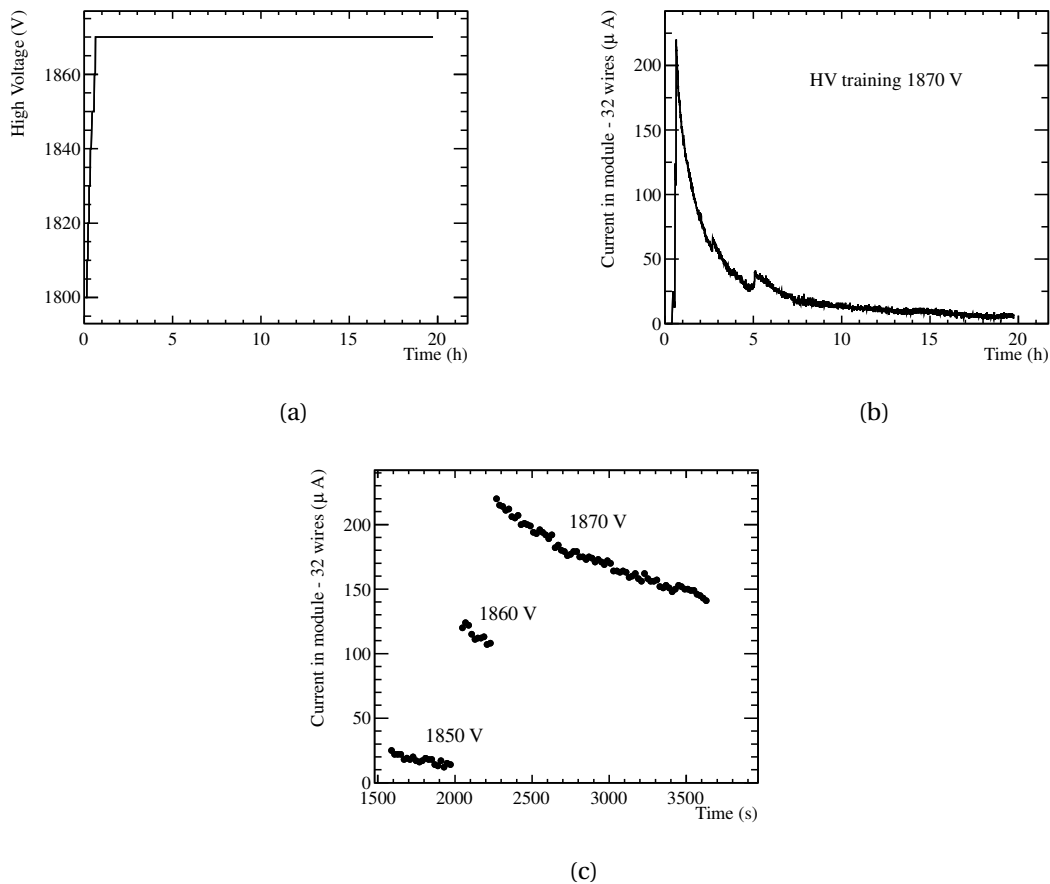 High Voltage (V)
1860
1840
1820
1800
0 5 10 15 20
Time (h)
(a)
Current in module - 32 wires (μ A)
HV training 1870 V
200
150
100
50
0
0 5 10 15 20
Time (h)
(b)
Current in module - 32 wires (μ A)
200
150
100
50
0
1870 V
1860 V
1850 V
1500 2000 2500 3000 3500
Time (s)
(c)